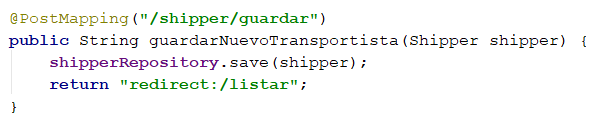 @PostMapping("/shipper/guardar")
public String guardarNuevoTransportista(Shipper shipper) {
    shipperRepository.save(shipper);
    return "redirect:/listar";
}